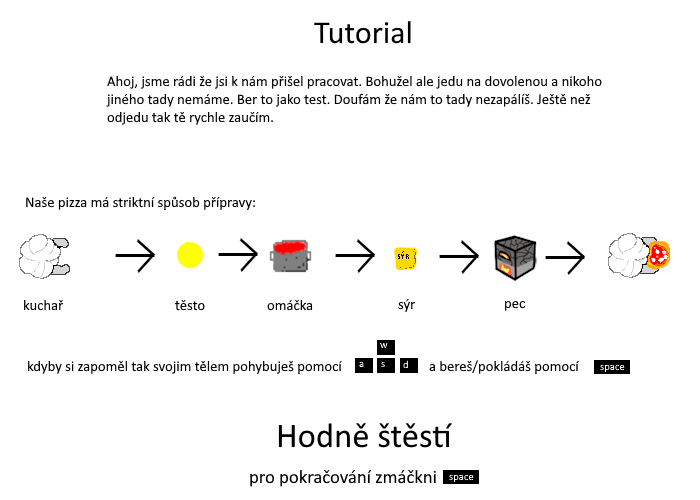 Tutorial
Ahoj, jsme rádi že jsi k nám přišel pracovat. Bohužel ale jedu na dovolenou a nikoho
jiného tady nemáme. Ber to jako test. Doufám že nám to tady nezapálíš. Ještě než
odjedu tak tě rychle zaučím.
Naše pizza má striktní spůsob přípravy:
SÝR
kuchař těsto omáčka sýr pec
w
kdyby si zapoměl tak svojim tělem pohybuješ pomocí a s d a bereš/pokládáš pomocí space
Hodně štěstí
pro pokračování zmáčkni space